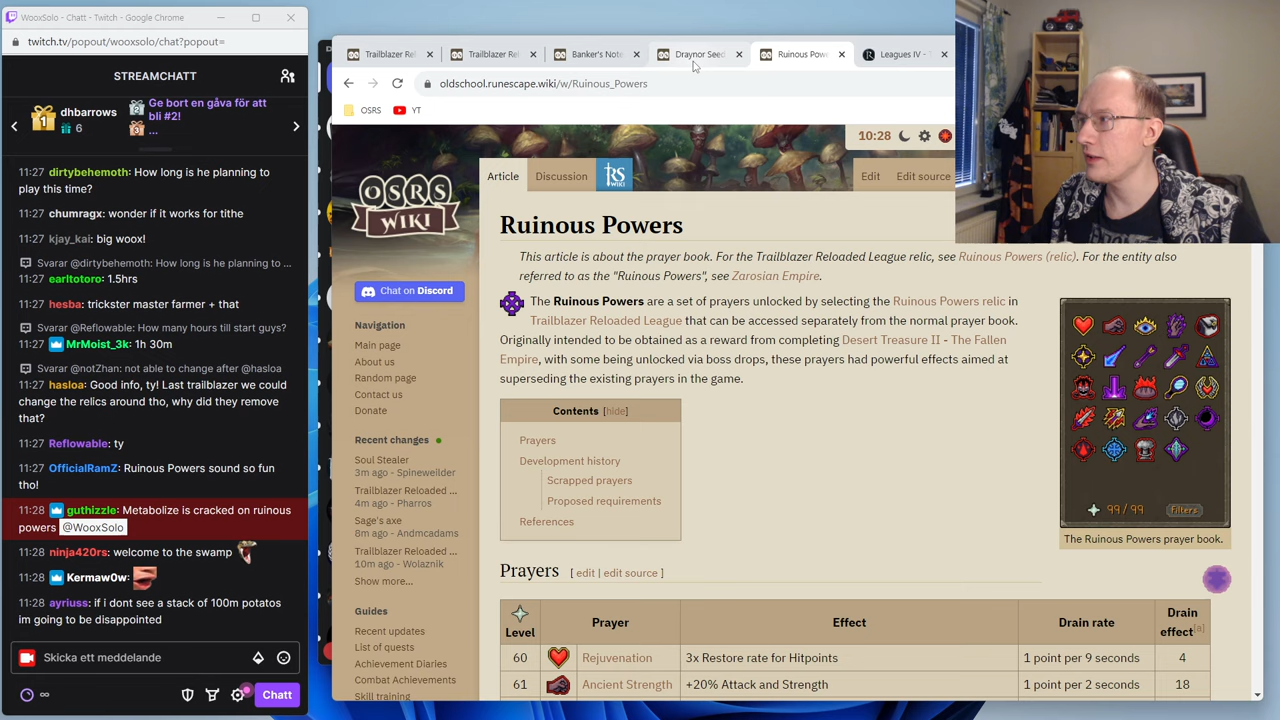 WooxSolo - Chatt - Twitch - Google Chrome
twitch.tv/popout/wooxsolo/chat?popout=
STREAMCHATT
1 dhbarrows
6
2 Ge bort en gåva för att
bli #2!
3 ...
11:27 dirtybehemoth: How long is he planning to
play this time?
11:27 chumragx: wonder if it works for tithe
11:27 kjay_kai: big woox!
Svarar @dirtybehemoth: How long is he planning to ...
11:27 earltotoro: 1.5hrs
11:27 hesba: trickster master farmer + that
Svarar @Reflowable: How many hours till start guys?
11:27 MrMoist_3k: 1h 30m
Svarar @notZhan: not able to change after @hasloa
11:27 hasloa: Good info, ty! Last trailblazer we could
change the relics around tho, why did they remove
that?
11:27 Reflowable: ty
11:27 OfficialRamZ: Ruinous Powers sound so fun
tho!
11:28 guthizzle: Metabolize is cracked on ruinous
powers @WooxSolo
11:28 ninja420rs: welcome to the swamp
11:28 Kermaw0w:
11:28 ayriuss: if i dont see a stack of 100m potatos
im going to be disappointed
Skicka ett meddelande
∞
Chatt
Trailblazer Rel
Trailblazer Rel
Banker's Note
Draynor Seed
Ruinous Pow
Leagues IV - T
oldschool.runescape.wiki/w/Ruinous_Powers
OSRS
YT
10:28
OSRS
WIKI
Article
Discussion
RS
WIKI
Edit
Edit source
Chat on Discord
Navigation
Main page
About us
Random page
Contact us
Donate
Recent changes
Soul Stealer
3m ago - Spineweilder
Trailblazer Reloaded ...
4m ago - Pharros
Sage's axe
8m ago - Andmcadams
Trailblazer Reloaded ...
10m ago - Wolaznik
Show more...
Guides
Recent updates
List of quests
Achievement Diaries
Combat Achievements
Skill training
Ruinous Powers
This article is about the prayer book. For the Trailblazer Reloaded League relic, see Ruinous Powers (relic). For the entity also
referred to as the "Ruinous Powers", see Zarosian Empire.
The Ruinous Powers are a set of prayers unlocked by selecting the Ruinous Powers relic in
Trailblazer Reloaded League that can be accessed separately from the normal prayer book.
Originally intended to be obtained as a reward from completing Desert Treasure II - The Fallen
Empire, with some being unlocked via boss drops, these prayers had powerful effects aimed at
superseding the existing prayers in the game.
Contents [hide]
Prayers
Development history
Scrapped prayers
Proposed requirements
References
99/99
Filters
The Ruinous Powers prayer book.
Prayers [ edit | edit source ]
Level Prayer Effect Drain rate Drain effect[a]
60 Rejuvenation 3x Restore rate for Hitpoints 1 point per 9 seconds 4
61 Ancient Strength +20% Attack and Strength 1 point per 2 seconds 18